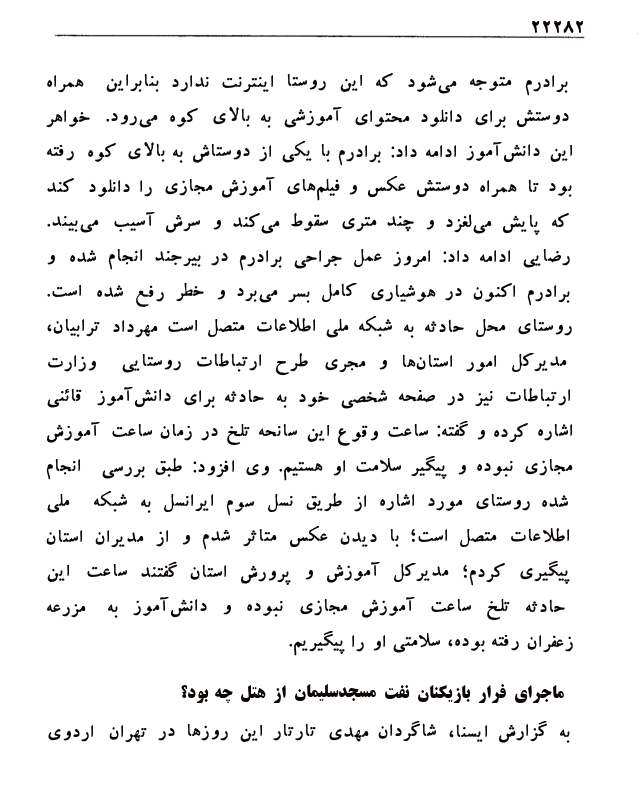 ۲۲۲۸۲
برادرم متوجه می‌شود که این روستا اینترنت ندارد بنابراین همراه
دوستش برای دانلود محتوای آموزشی به بالای کوه می‌رود. خواهر
این دانش‌آموز ادامه داد: برادرم با یکی از دوستاش به بالای کوه رفته
بود تا همراه دوستش عکس و فیلم‌های آموزش مجازی را دانلود کند
که پایش می‌لغزد و چند متری سقوط می‌کند و سرش آسیب می‌بیند.
رضایی ادامه داد: امروز عمل جراحی برادرم در بیرجند انجام شده و
برادرم اکنون در هوشیاری کامل بسر می‌برد و خطر رفع شده است.
روستای محل حادثه به شبکه ملی اطلاعات متصل است مهرداد ترابیان،
مدیرکل امور استان‌ها و مجری طرح ارتباطات روستایی وزارت
ارتباطات نیز در صفحه شخصی خود به حادثه برای دانش‌آموز قائنی
اشاره کرده و گفته: ساعت وقوع این سانحه تلخ در زمان ساعت آموزش
مجازی نبوده و پیگیر سلامت او هستیم. وی افزود: طبق بررسی انجام
شده روستای مورد اشاره از طریق نسل سوم ایرانسل به شبکه ملی
اطلاعات متصل است؛ با دیدن عکس متاثر شدم و از مدیران استان
پیگیری کردم؛ مدیرکل آموزش و پرورش استان گفتند ساعت این
حادثه تلخ ساعت آموزش مجازی نبوده و دانش‌آموز به مزرعه
زعفران رفته بوده، سلامتی او را پیگیریم.
ماجرای فرار بازیکنان نفت مسجدسلیمان از هتل چه بود؟
به گزارش ایسنا، شاگردان مهدی تارتار این روزها در تهران اردوی